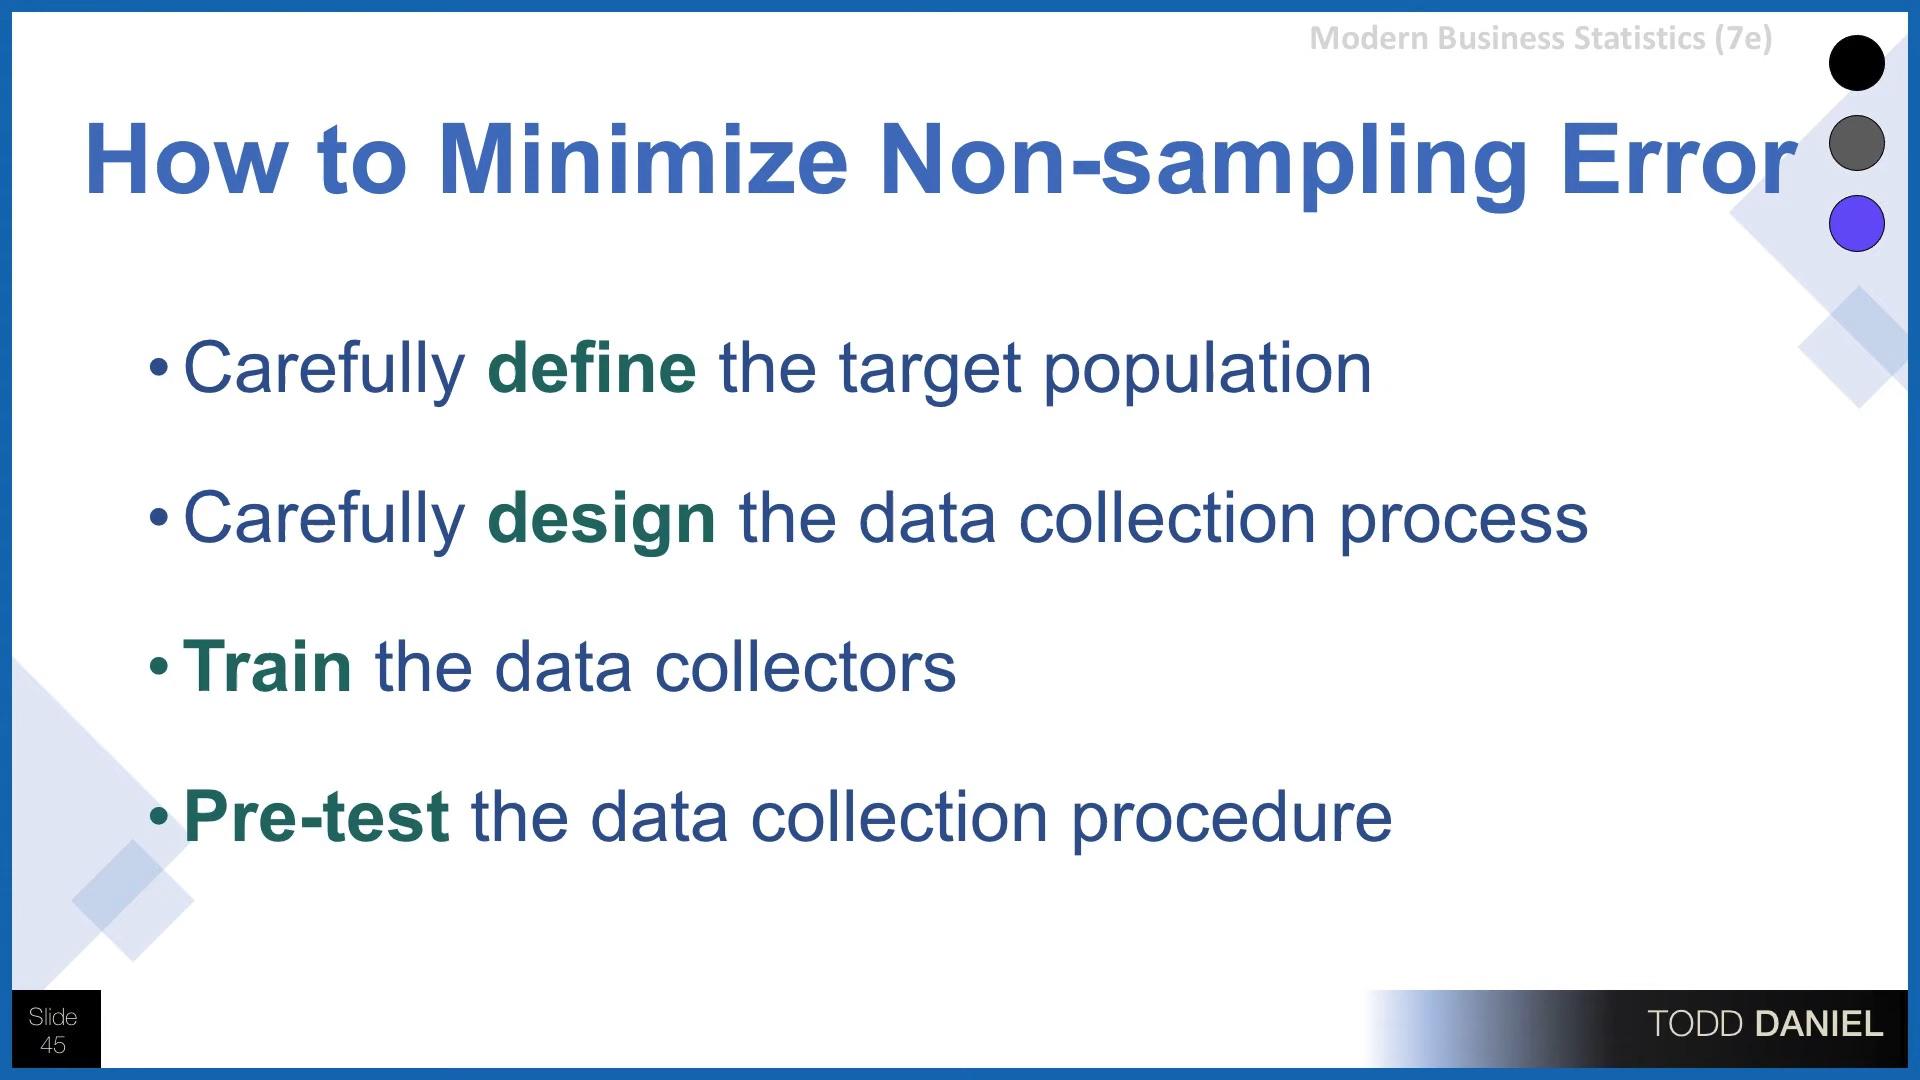 Modern Business Statistics (7e)
How to Minimize Non-sampling Error
• Carefully define the target population
• Carefully design the data collection process
• Train the data collectors
• Pre-test the data collection procedure
Slide
45
TODD DANIEL